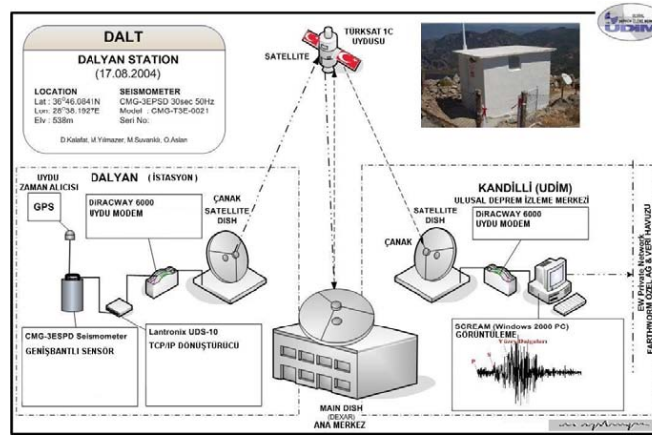 DALT
DALYAN STATION
(17.08.2004)
LOCATION
Lat : 36°46.0841N
Lon: 28°38.192'E
Elv : 538m
SEISMOMETER
CMG-3EPSD 30sec 50Hz
Model : CMG-T3E-0021
Seri No:
D.Kalafat, M.Yılmazer, M.Suvarıklı, O.Aslan
TÜRKSAT 1C
UYDUSU
SATELLITE
UDİM
UYDU
ZAMAN ALICISI
GPS
DALYAN ( İSTASYON )
DiRACWAY 6000
UYDU MODEM
ÇANAK
SATELLITE
DISH
CMG-3ESPD Seismometer
GENİŞBANTLI SENSÖR
Lantronix UDS-10
TCP/IP DÖNÜŞTÜRÜCÜ
MAIN DISH
(DEXAR)
ANA MERKEZ
KANDİLLİ (UDİM)
ULUSAL DEPREM İZLEME MERKEZİ
SATELLITE
DISH
ÇANAK
DiRACWAY 6000
UYDU MODEM
SCREAM (Windows 2000 PC)
GÖRÜNTÜLEME
Yüzey Dalgaları
P
S
EW Private Network
EARTHWORM ÖZEL AĞ & VERİ HAVUZU